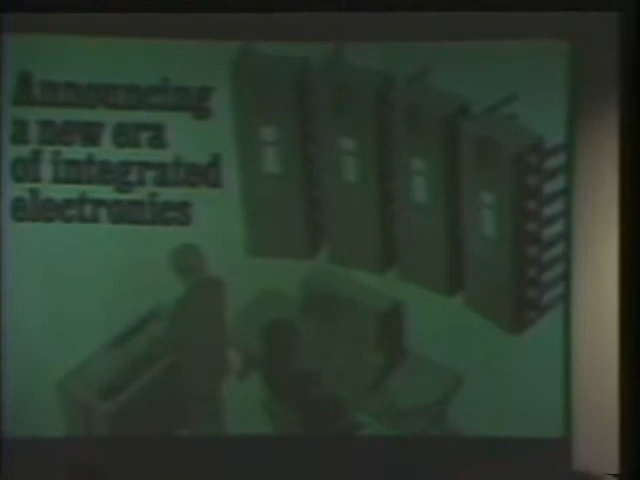 Announcing
a new era
of integrated
electronics
i
i
i
i